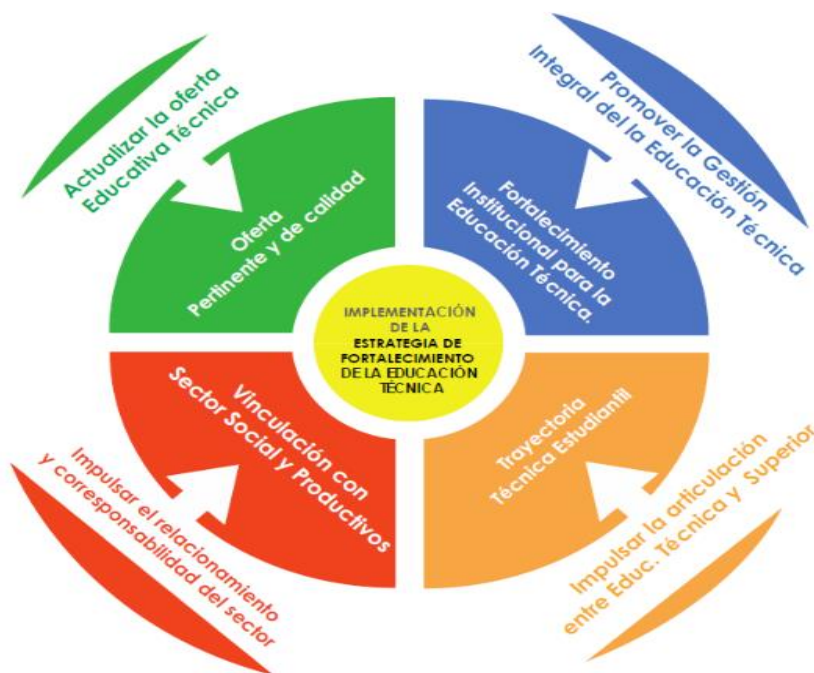 Actualizar la oferta
Educativa Técnica
Oferta
Pertinente y de calidad
Promover la Gestión
Integral del la Educación Técnica
Fortalecimiento
Institucional para la
Educación Técnica.
IMPLEMENTACIÓN
DE LA
ESTRATEGIA DE
FORTALECIMIENTO
DE LA EDUCACIÓN
TÉCNICA
Vinculación con
Sector Social y Productivos
Impulsar el relacionamiento
y corresponsabilidad del sector
Trayectoria
Técnica Estudiantil
Impulsar la articulación
entre Educ. Técnica y Superior